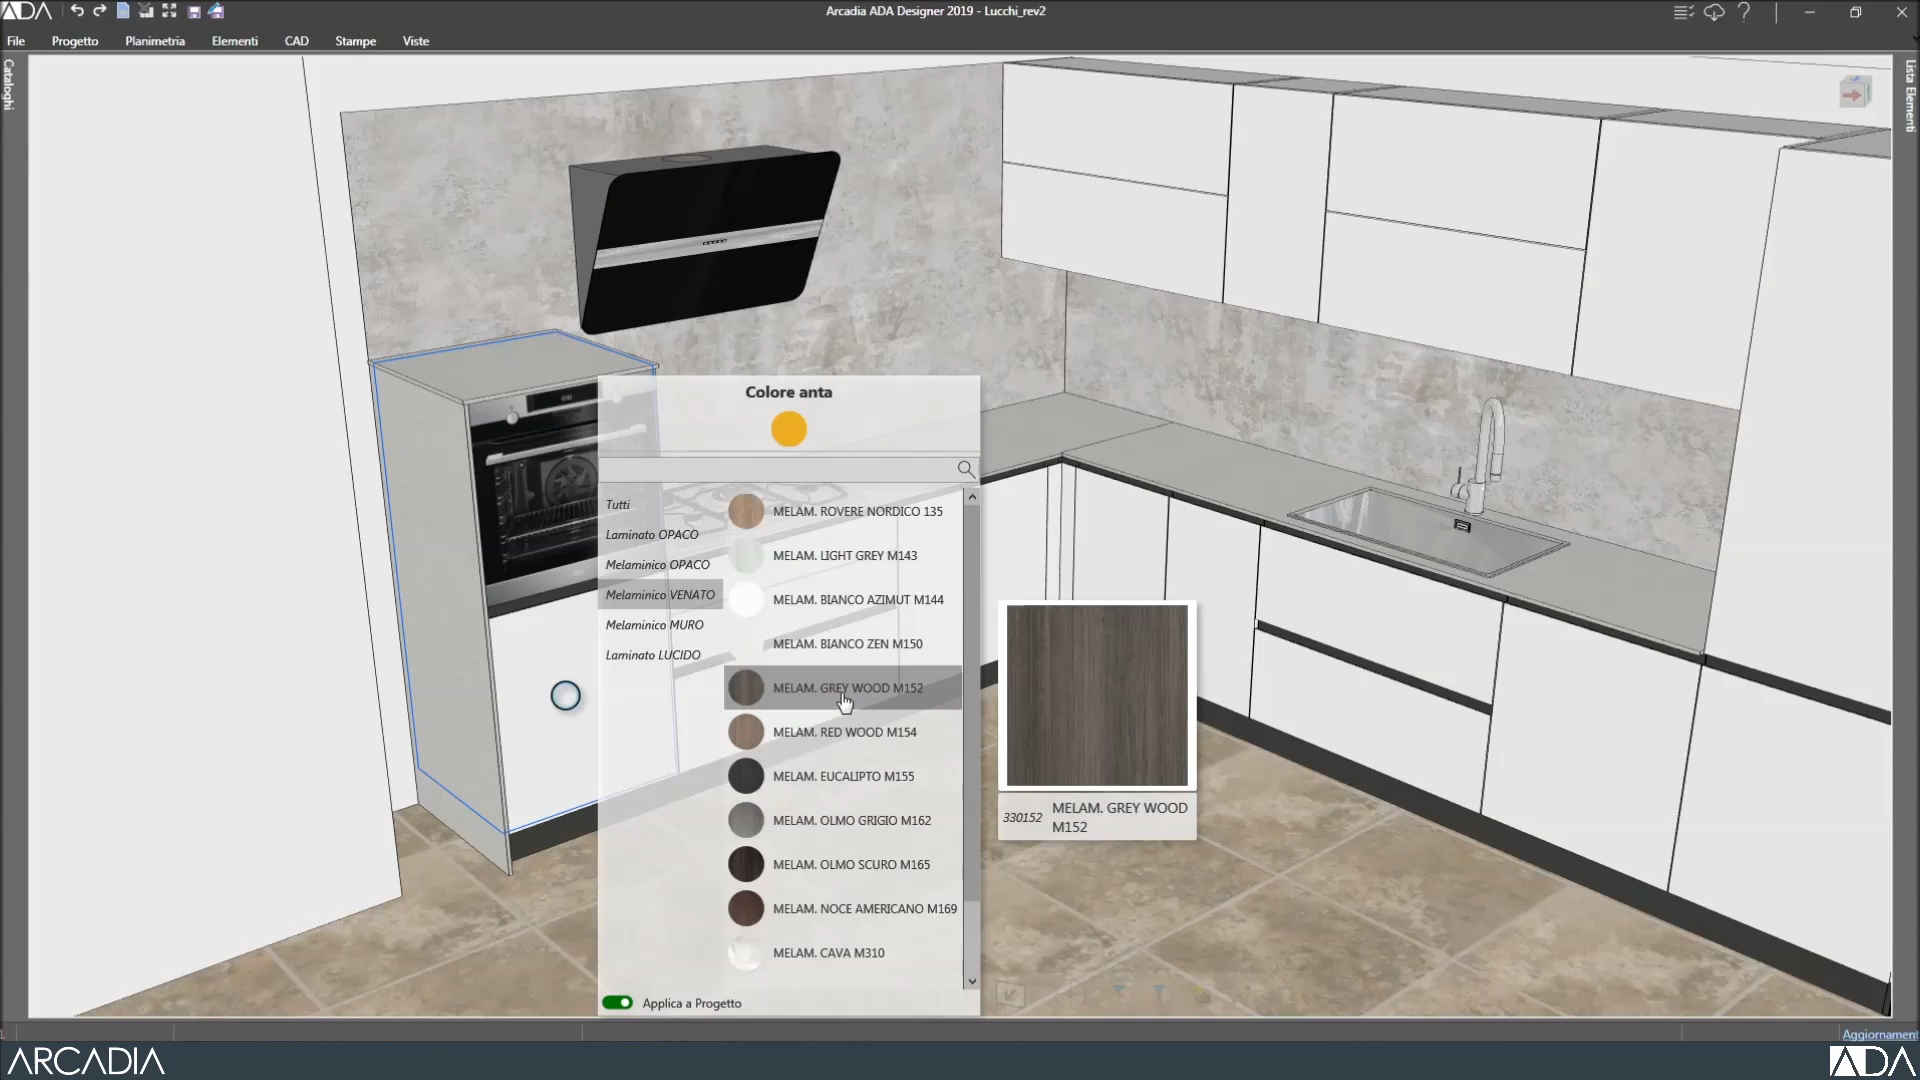 ADA
Arcadia ADA Designer 2019 - Lucchi_rev2
File
Progetto
Planimetria
Elementi
CAD
Stampe
Viste
Cataloghi
Lista Elementi
Colore anta
Tutti
Laminato OPACO
Melaminico OPACO
Melaminico VENATO
Melaminico MURO
Laminato LUCIDO
MELAM. ROVERE NORDICO 135
MELAM. LIGHT GREY M143
MELAM. BIANCO AZIMUT M144
MELAM. BIANCO ZEN M150
MELAM. GREY WOOD M152
MELAM. RED WOOD M154
MELAM. EUCALIPTO M155
MELAM. OLMO GRIGIO M162
MELAM. OLMO SCURO M165
MELAM. NOCE AMERICANO M169
MELAM. CAVA M310
330152
MELAM. GREY WOOD
M152
Applica a Progetto
Aggiornament
ARCADIA
ADA